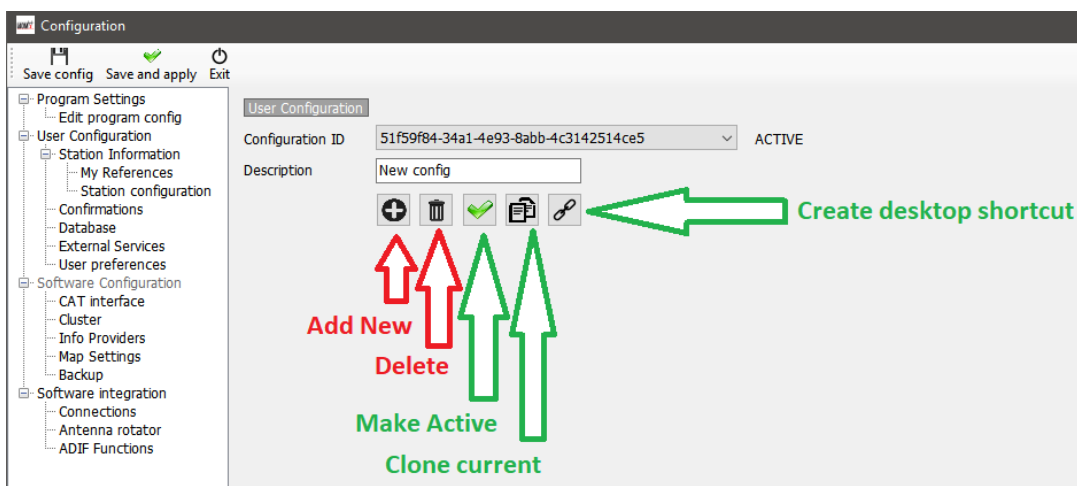 Configuration
Save config Save and apply Exit
Program Settings
Edit program config
User Configuration
Station Information
My References
Station configuration
Confirmations
Database
External Services
User preferences
Software Configuration
CAT interface
Cluster
Info Providers
Map Settings
Backup
Software integration
Connections
Antenna rotator
ADIF Functions
User Configuration
Configuration ID 51f59f84-34a1-4e93-8abb-4c3142514ce5 ACTIVE
Description New config
Create desktop shortcut
Add New
Delete
Make Active
Clone current